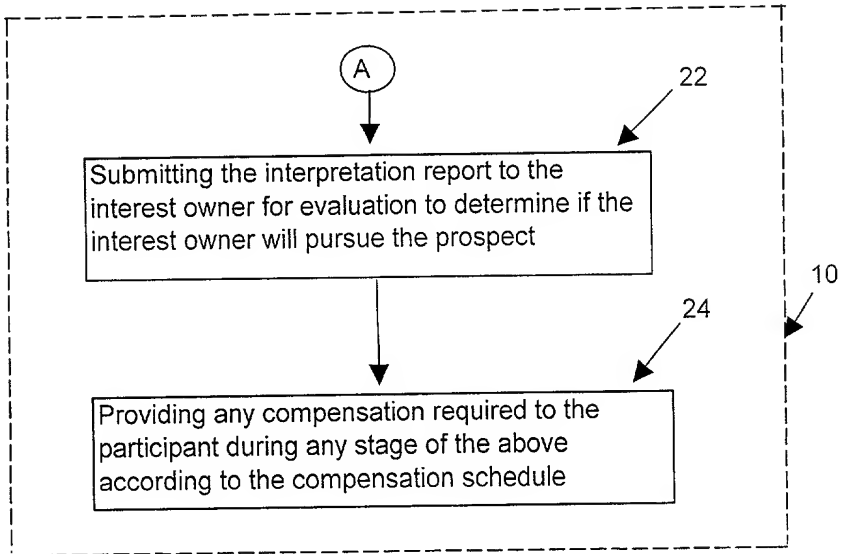 A
22
Submitting the interpretation report to the
interest owner for evaluation to determine if the
interest owner will pursue the prospect
10
24
Providing any compensation required to the
participant during any stage of the above
according to the compensation schedule